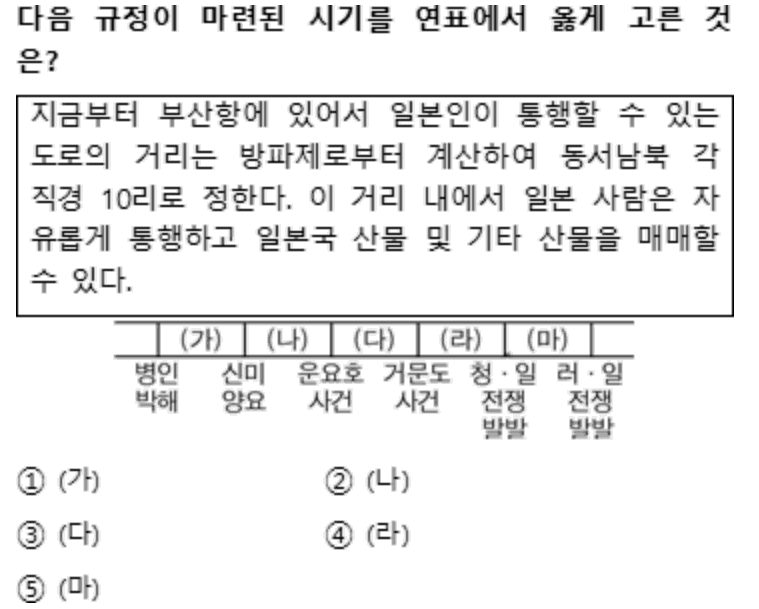 다음 규정이 마련된 시기를 연표에서 옳게 고른 것
은?
지금부터 부산항에 있어서 일본인이 통행할 수 있는
도로의 거리는 방파제로부터 계산하여 동서남북 각
직경 10리로 정한다. 이 거리 내에서 일본 사람은 자
유롭게 통행하고 일본국 산물 및 기타 산물을 매매할
수 있다.
(가) (나) (다) (라) (마)
병인 신미 운요호 거문도 청·일 러·일
박해 양요 사건 사건 전쟁 전쟁
발발 발발
① (가) ② (나)
③ (다) ④ (라)
⑤ (마)